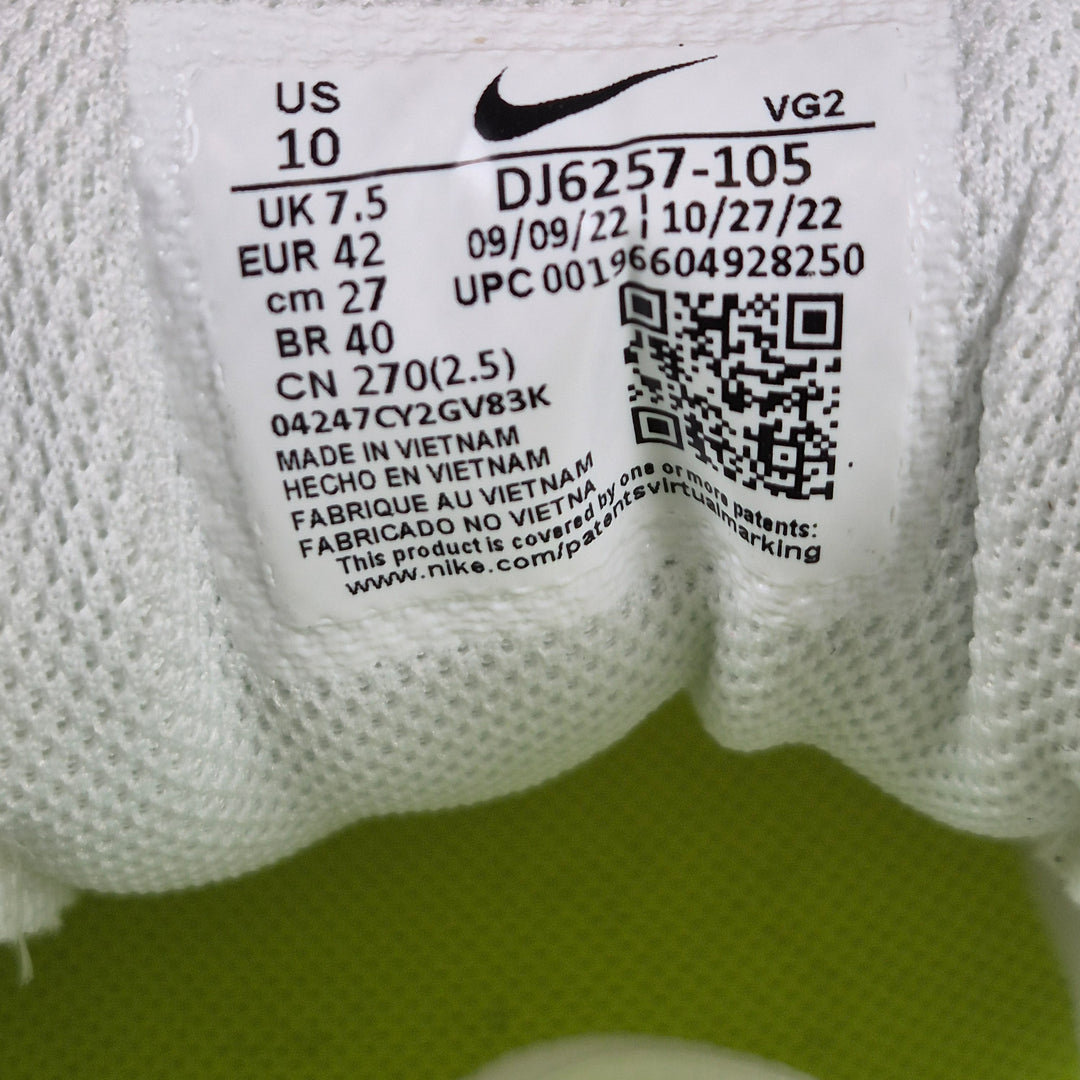 US
10
VG2
DJ6257-105
09/09/22 | 10/27/22
UPC 00196604928250
UK 7.5
EUR 42
cm 27
BR 40
CN 270(2.5)
04247CY2GV83K
MADE IN VIETNAM
HECHO EN VIETNAM
FABRIQUE AU VIETNAM
FABRICADO NO VIETNA
This product is covered by one or more patents:
www.nike.com/patentsvirtualmarking